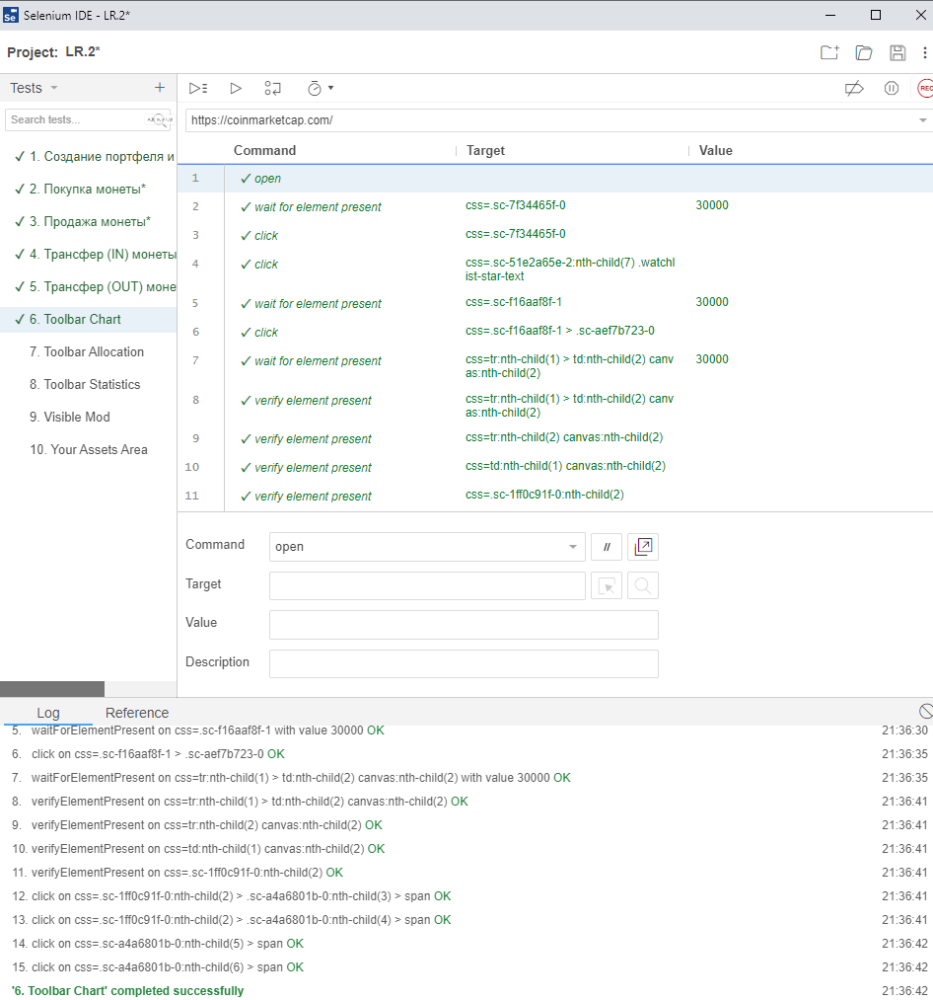 Selenium IDE - LR.2*
Project: LR.2*
Tests
Search tests...
✓ 1. Создание портфеля и
✓ 2. Покупка монеты*
✓ 3. Продажа монеты*
✓ 4. Трансфер (IN) монеты
✓ 5. Трансфер (OUT) моне
✓ 6. Toolbar Chart
7. Toolbar Allocation
8. Toolbar Statistics
9. Visible Mod
10. Your Assets Area
REC
https://coinmarketcap.com/
Command Target Value
1 ✓ open
2 ✓ wait for element present css=.sc-7f34465f-0 30000
3 ✓ click css=.sc-7f34465f-0
4 ✓ click css=.sc-51e2a65e-2:nth-child(7) .watchl
ist-star-text
5 ✓ wait for element present css=.sc-f16aaf8f-1 30000
6 ✓ click css=.sc-f16aaf8f-1 > .sc-aef7b723-0
7 ✓ wait for element present css=tr:nth-child(1) > td:nth-child(2) canv 30000
as:nth-child(2)
8 ✓ verify element present css=tr:nth-child(1) > td:nth-child(2) canv
as:nth-child(2)
9 ✓ verify element present css=tr:nth-child(2) canvas:nth-child(2)
10 ✓ verify element present css=td:nth-child(1) canvas:nth-child(2)
11 ✓ verify element present css=.sc-1ff0c91f-0:nth-child(2)
Command open //
Target
Value
Description
Log Reference
5. waitForElementPresent on css=.sc-f16aaf8f-1 with value 30000 OK 21:36:30
6. click on css=.sc-f16aaf8f-1 > .sc-aef7b723-0 OK 21:36:35
7. waitForElementPresent on css=tr:nth-child(1) > td:nth-child(2) canvas:nth-child(2) with value 30000 OK 21:36:35
8. verifyElementPresent on css=tr:nth-child(1) > td:nth-child(2) canvas:nth-child(2) OK 21:36:41
9. verifyElementPresent on css=tr:nth-child(2) canvas:nth-child(2) OK 21:36:41
10. verifyElementPresent on css=td:nth-child(1) canvas:nth-child(2) OK 21:36:41
11. verifyElementPresent on css=.sc-1ff0c91f-0:nth-child(2) OK 21:36:41
12. click on css=.sc-1ff0c91f-0:nth-child(2) > .sc-a4a6801b-0:nth-child(3) > span OK 21:36:41
13. click on css=.sc-1ff0c91f-0:nth-child(2) > .sc-a4a6801b-0:nth-child(4) > span OK 21:36:41
14. click on css=.sc-a4a6801b-0:nth-child(5) > span OK 21:36:42
15. click on css=.sc-a4a6801b-0:nth-child(6) > span OK 21:36:42
'6. Toolbar Chart' completed successfully 21:36:42